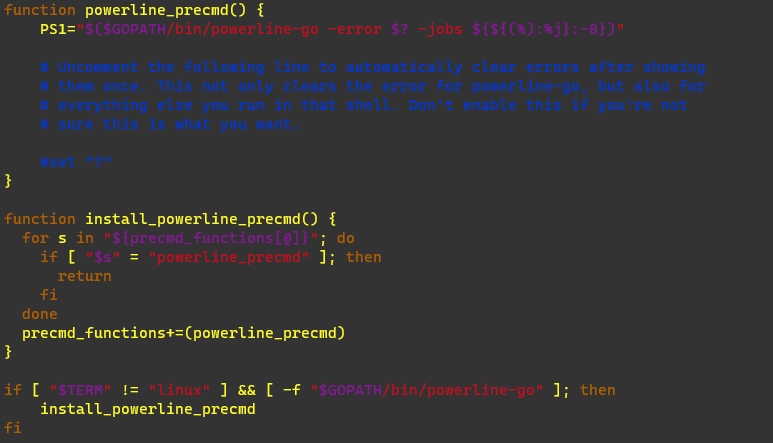 function powerline_precmd() {
    PS1="$($GOPATH/bin/powerline-go -error $? -jobs ${${(%):%j}:-0})"

    # Uncomment the following line to automatically clear errors after showing
    # them once. This not only clears the error for powerline-go, but also for
    # everything else you run in that shell. Don't enable this if you're not
    # sure this is what you want.

    #set "?"
}

function install_powerline_precmd() {
  for s in "${precmd_functions[@]}"; do
    if [ "$s" = "powerline_precmd" ]; then
      return
    fi
  done
  precmd_functions+=(powerline_precmd)
}

if [ "$TERM" != "linux" ] && [ -f "$GOPATH/bin/powerline-go" ]; then
    install_powerline_precmd
fi